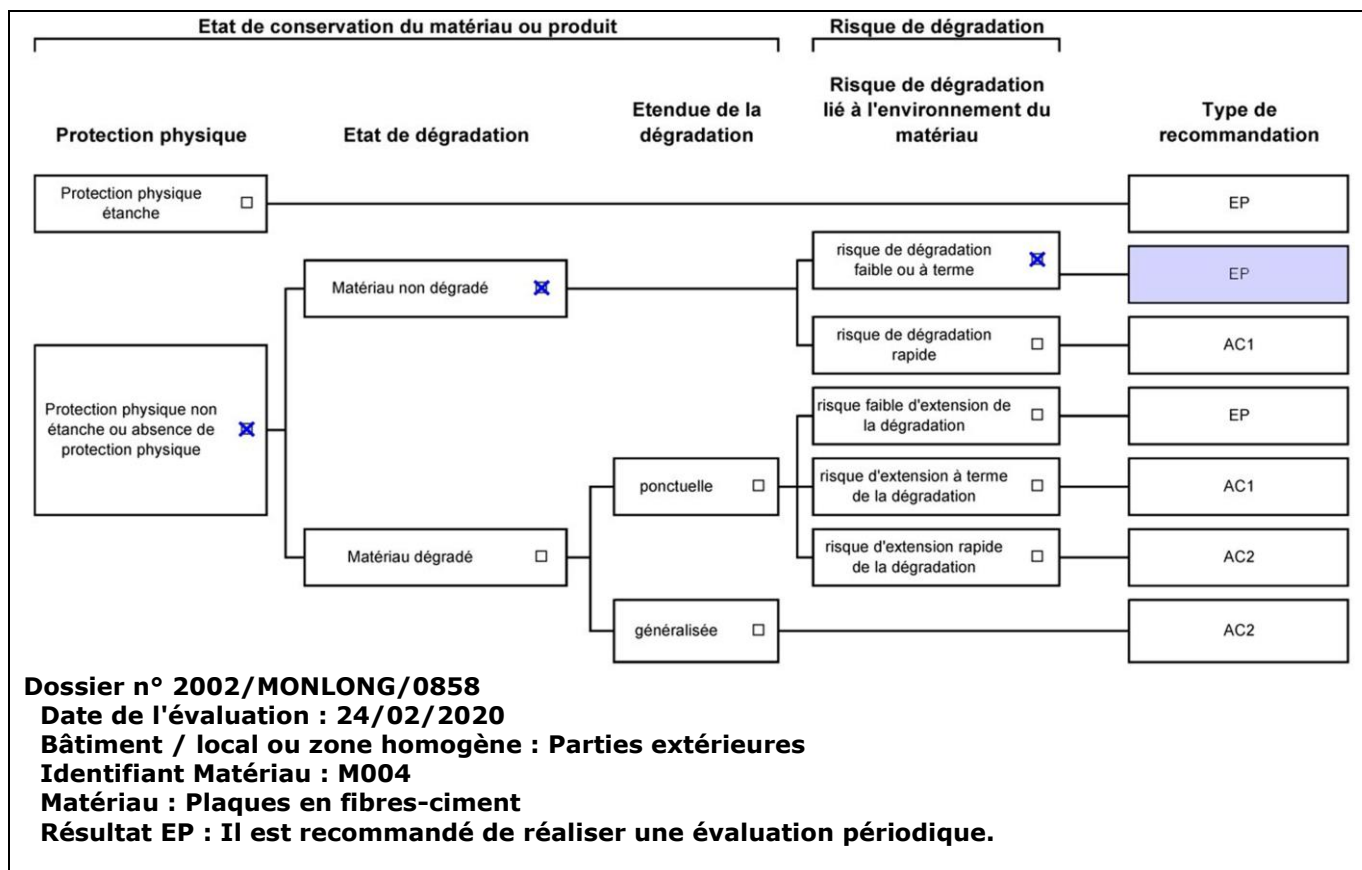 Etat de conservation du matériau ou produit
Risque de dégradation
Protection physique
Etat de dégradation
Etendue de la
dégradation
Risque de dégradation
lié à l'environnement du
matériau
Type de
recommandation
Protection physique
étanche
EP
risque de dégradation
faible ou à terme
EP
Matériau non dégradé
risque de dégradation
rapide
AC1
Protection physique non
étanche ou absence de
protection physique
risque faible d'extension de
la dégradation
EP
ponctuelle
risque d'extension à terme
de la dégradation
AC1
Matériau dégradé
risque d'extension rapide
de la dégradation
AC2
généralisée
AC2
Dossier n° 2002/MONLONG/0858
Date de l'évaluation : 24/02/2020
Bâtiment / local ou zone homogène : Parties extérieures
Identifiant Matériau : M004
Matériau : Plaques en fibres-ciment
Résultat EP : Il est recommandé de réaliser une évaluation périodique.